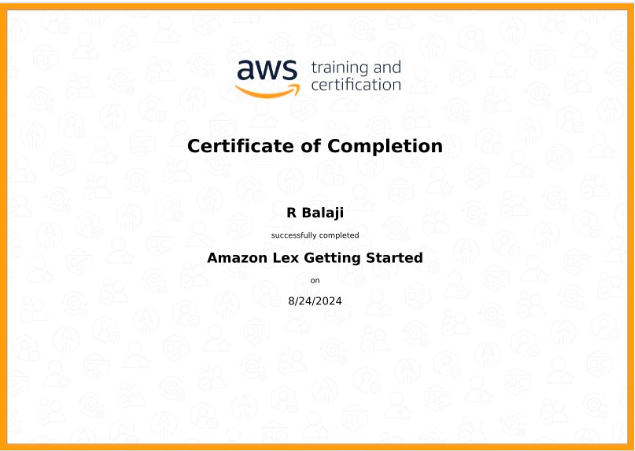 aws training and
certification
Certificate of Completion
R Balaji
successfully completed
Amazon Lex Getting Started
on
8/24/2024